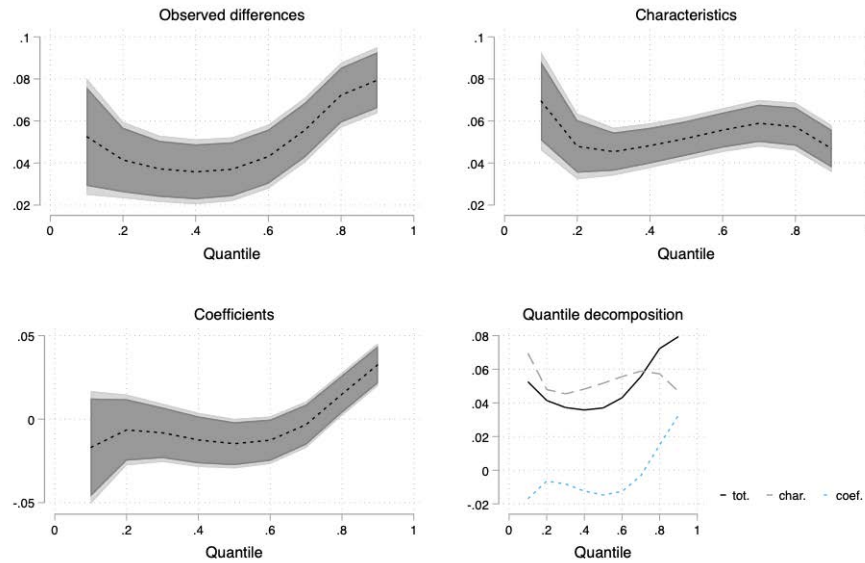 Observed differences
.1
.08
.06
.04
.02
0 .2 .4 .6 .8 1
Quantile
Characteristics
.1
.08
.06
.04
.02
0 .2 .4 .6 .8
Quantile
Coefficients
.05
0
-.05
0 .2 .4 .6 .8 1
Quantile
Quantile decomposition
.08
.06
.04
.02
0
-.02
0 .2 .4 .6 .8 1
Quantile
tot. char. coef.